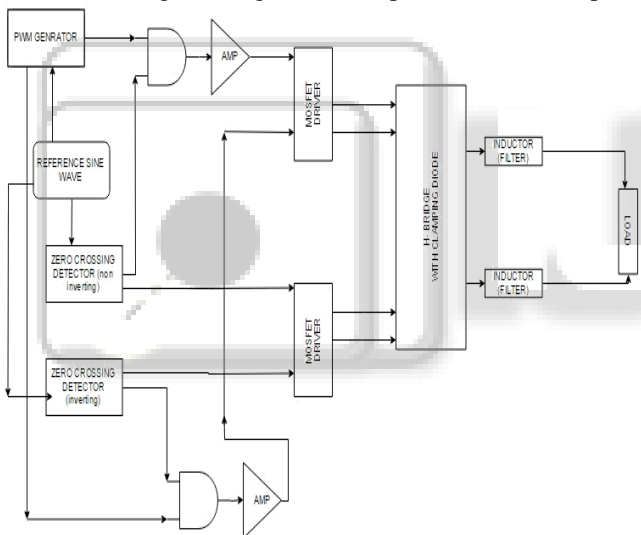 PWM GENRATOR
AMP
MOSFET
DRIVER
REFERENCE SINE
WAVE
ZERO CROSSING
DETECTOR (non
inverting)
H- BRIDGE
WITH CLAMPING DIODE
INDUCTOR
(FILTER)
LOAD
INDUCTOR
(FILTER)
MOSFET
DRIVER
ZERO CROSSING
DETECTOR
(inverting)
AMP